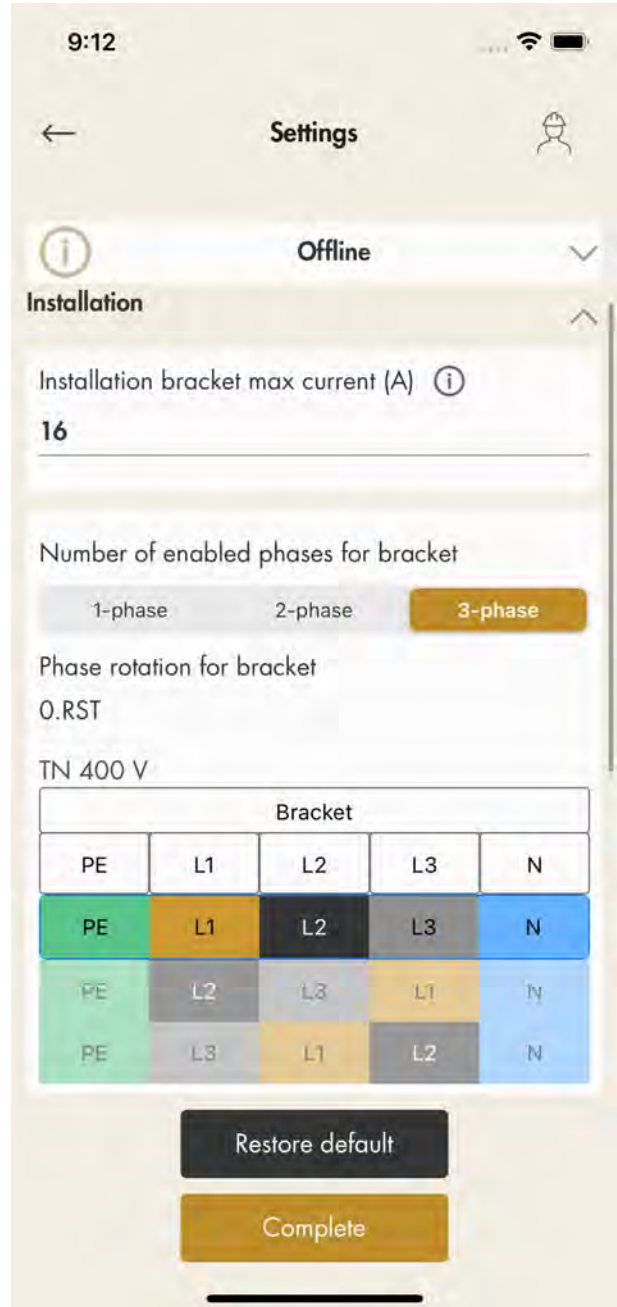 9:12
Settings
Offline
Installation
Installation bracket max current (A)
16
Number of enabled phases for bracket
1-phase 2-phase 3-phase
Phase rotation for bracket
0.RST
TN 400 V
Bracket
PE L1 L2 L3 N
PE L1 L2 L3 N
PE L2 L3 L1 N
PE L3 L1 L2 N
Restore default
Complete